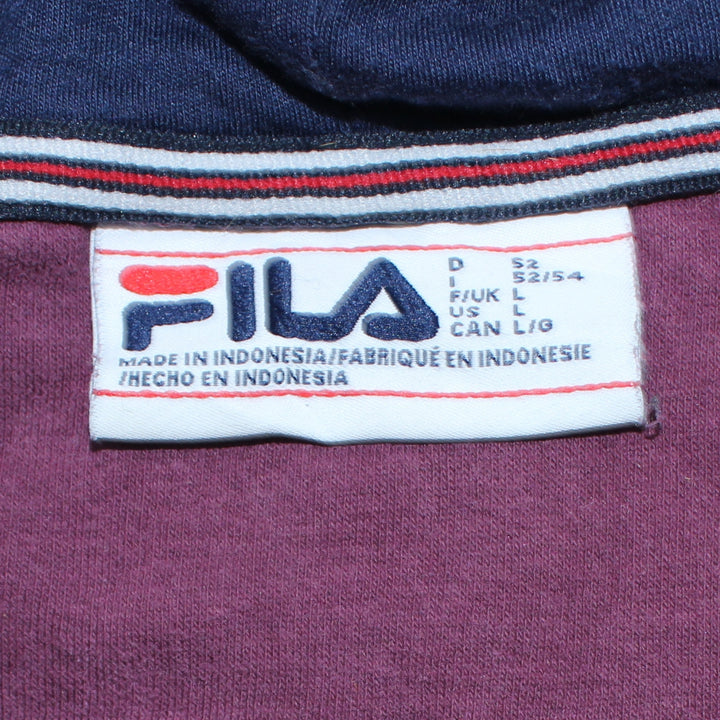 FILA
D 52
I 52/54
F/UK L
US L
CAN L/G
MADE IN INDONESIA/FABRIQUÉ EN INDONESIE
/HECHO EN INDONESIA